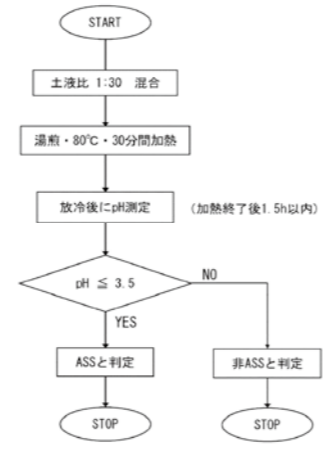 START
土液比 1:30 混合
湯煎・80℃・30分間加熱
放冷後にpH測定 (加熱終了後1.5h以内)
pH ≦ 3.5
NO
YES
ASSと判定 非ASSと判定
STOP STOP